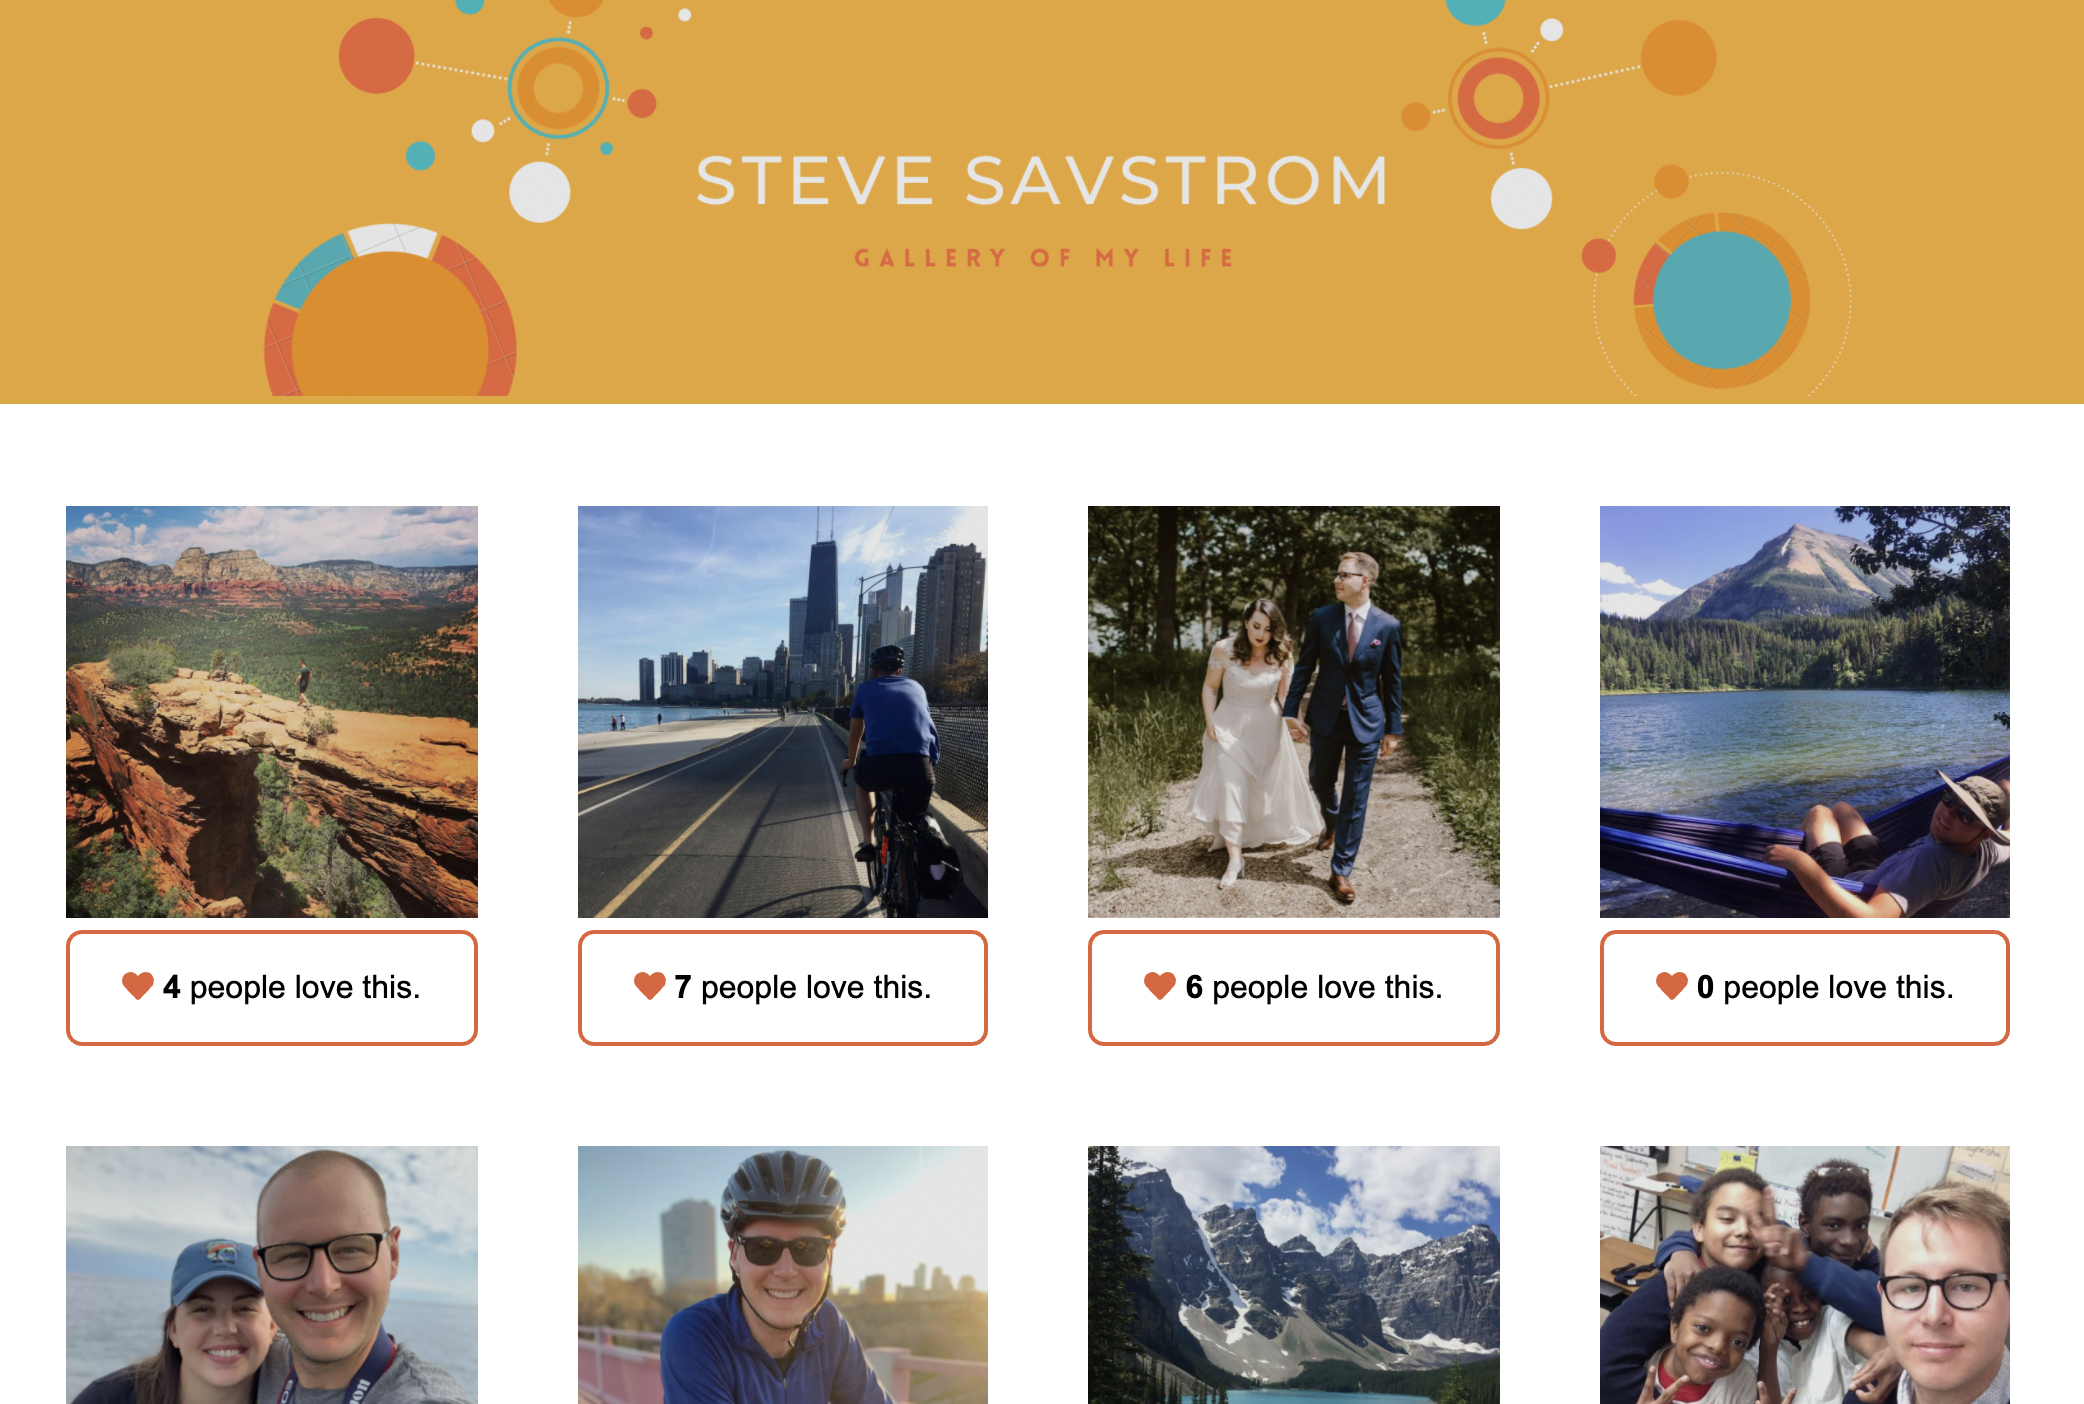 STEVE SAVSTROM
GALLERY OF MY LIFE
4 people love this.
7 people love this.
6 people love this.
0 people love this.